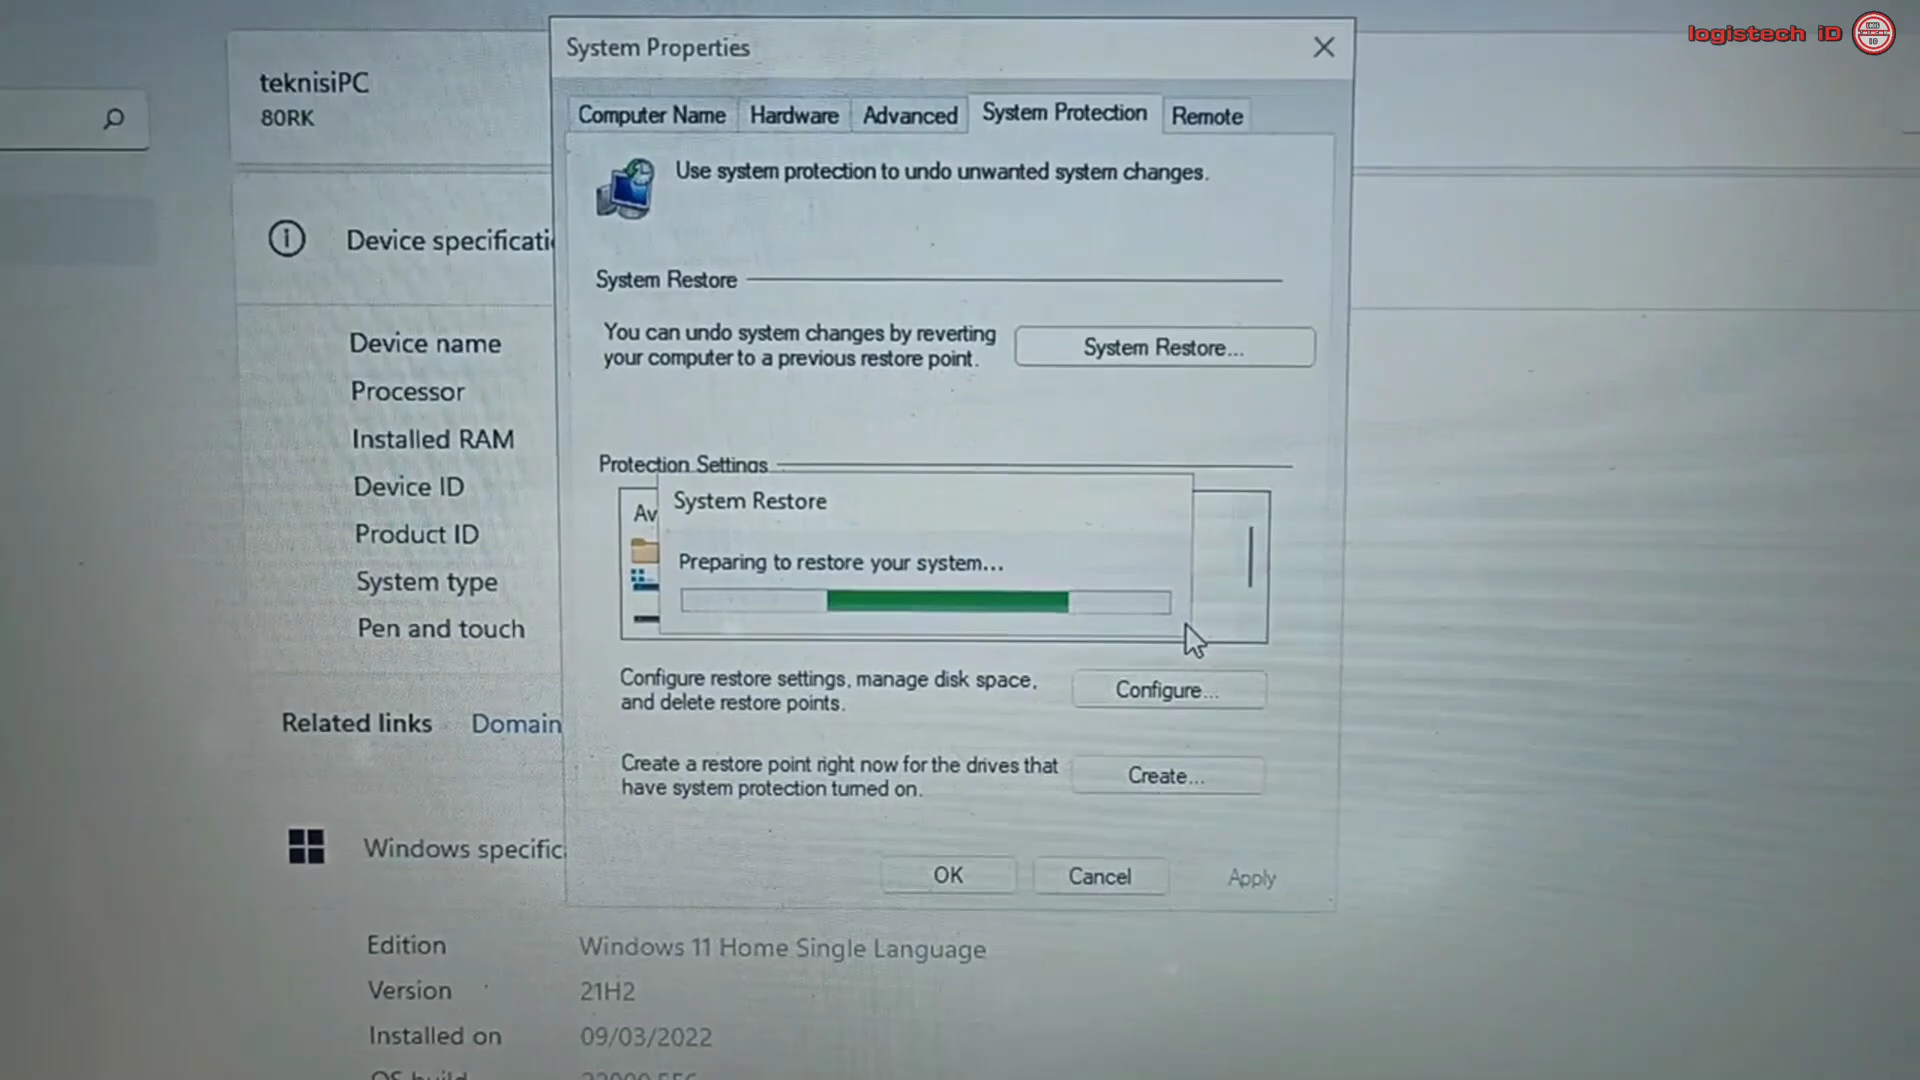 logistech iD
System Properties
teknisiPC
80RK
Computer Name
Hardware
Advanced
System Protection
Remote
Use system protection to undo unwanted system changes.
Device specificati
System Restore
You can undo system changes by reverting
your computer to a previous restore point.
System Restore...
Device name
Processor
Installed RAM
Device ID
Product ID
System type
Pen and touch
Protection Settings
Av
System Restore
Preparing to restore your system...
Configure restore settings, manage disk space,
and delete restore points.
Configure...
Related links
Domain
Create a restore point right now for the drives that
have system protection turned on.
Create...
Windows specific
OK
Cancel
Apply
Edition
Windows 11 Home Single Language
Version
21H2
Installed on
09/03/2022